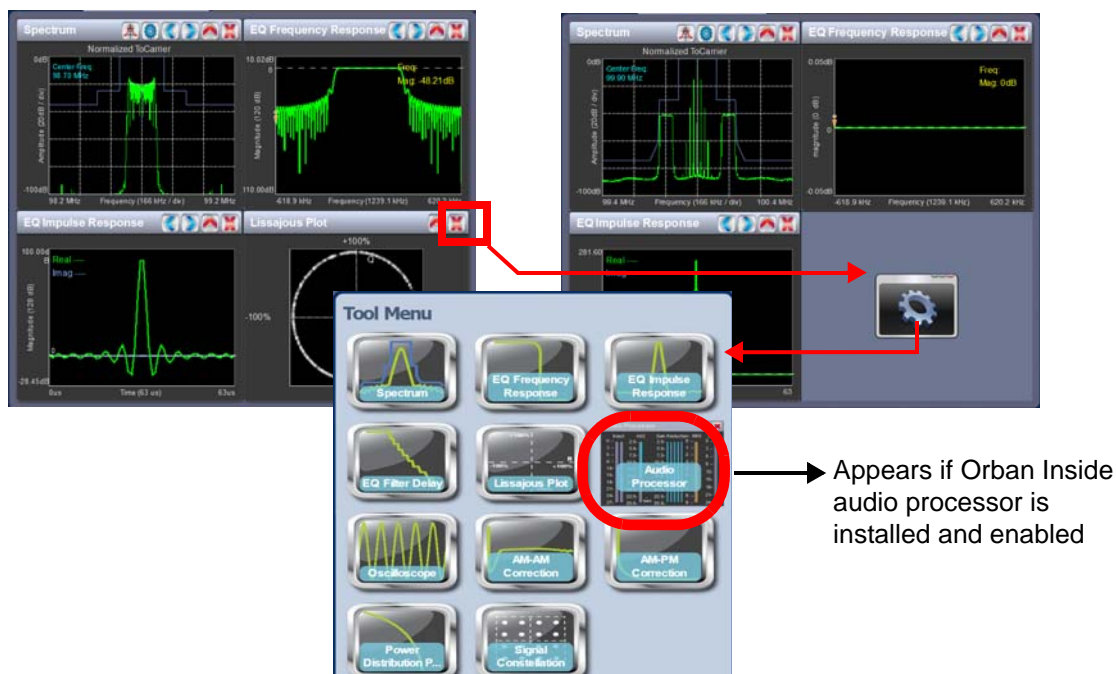 Spectrum
Normalized ToCarrier
0dB
Center Freq:
98.70 MHz
Amplitude (20dB / div)
-100dB
98.2 MHz
Frequency (166 kHz / div)
99.2 MHz
EQ Frequency Response
10.02dB
0
Freq:
Mag: -48.21dB
Magnitude (120 dB)
110.00dB
-618.9 kHz
Frequency (1239.1 kHz)
EQ Impulse Response
Real
Imag
Magnitude (128 dB)
0
-28.45dB
0us
Time (63 us)
63us
Lissajous Plot
+100%
-100%
Spectrum
Normalized ToCarrier
0dB
Center Freq:
99.90 MHz
Amplitude (20dB / div)
-100dB
99.4 MHz
Frequency (166 kHz / div)
100.4 MHz
EQ Frequency Response
0.05dB
Freq:
Mag: 0dB
magnitude (0. dB)
0
-0.05dB
-618.9 kHz
Frequency (1239.1 kHz)
620.2 kHz
EQ Impulse Response
281.60
Real
63
Tool Menu
Spectrum
EQ Frequency
Response
EQ Impulse
Response
EQ Filter Delay
Lissajous Plot
Audio
Processor
Oscilloscope
AM-AM
Correction
AM-PM
Correction
Power
Distribution P...
Signal
Constellation
Appears if Orban Inside
audio processor is
installed and enabled